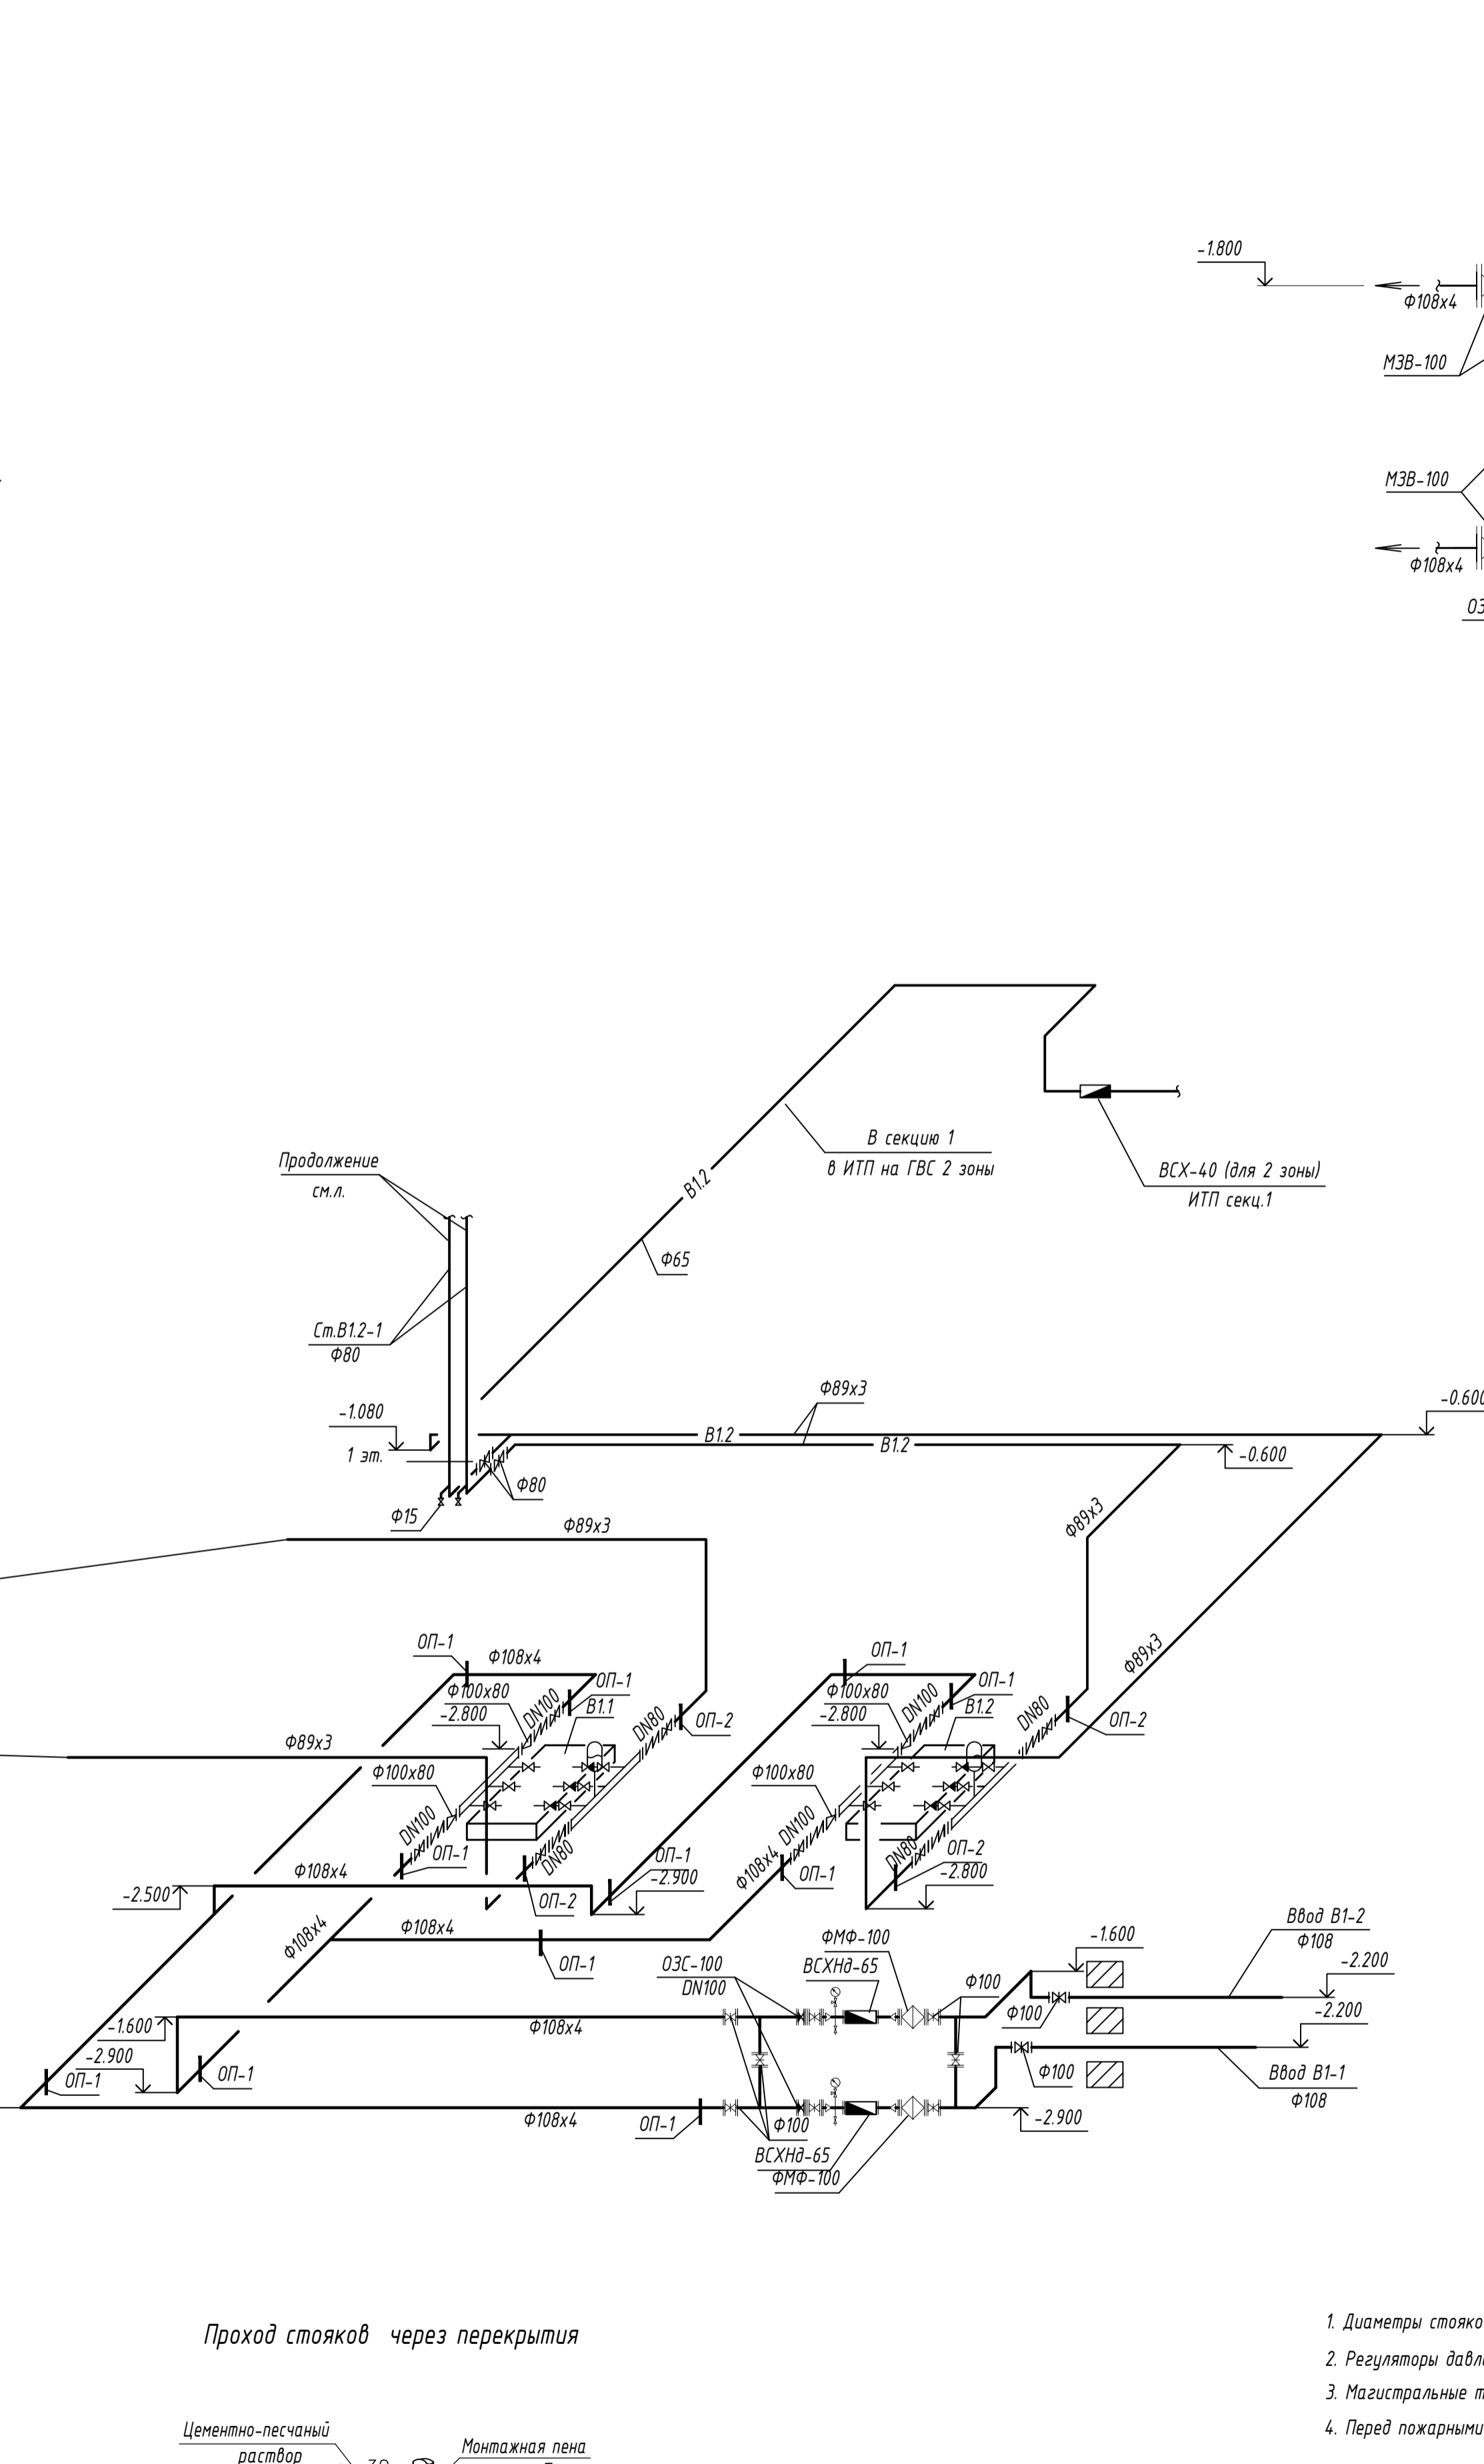 -1.800
Ф108х4
МЗВ-100
МЗВ-100
Ф108х4
ОЗ
В секцию 1
в ИТП на ГВС 2 зоны
ВСХ-40 (для 2 зоны)
ИТП секц.1
Продолжение
см.л.
В1.2
Ф65
Ст.В1.2-1
Ф80
Ф89х3
-1.080
-0.600
В1.2
В1.2
-0.600
1 эт.
Ф80
Ф15
Ф89х3
Ф89х3
Ф89х3
ОП-1
Ф108х4
ОП-1
ОП-1
ОП-1
Ф100х80
DN100
В1.1
-2.800
DN80
ОП-2
Ф100х80
DN100
В1.2
-2.800
DN80
ОП-2
Ф89х3
Ф100х80
DN100
ОП-1
DN80
ОП-2
Ф100х80
DN100
Ф108х4
ОП-1
DN80
ОП-2
-2.800
ОП-1
-2.900
Ф108х4
-2.500
Ф108х4
Ф108х4
ОП-1
ОЗС-100
DN100
ФМФ-100
ВСХНд-65
Ф100
-1.600
Ввод В1-2
Ф108
-2.200
-2.200
Ф100
-1.600
-2.900
Ф108х4
ОП-1
ОП-1
Ф100
Ввод В1-1
Ф108
Ф108х4
ОП-1
Ф100
-2.900
ВСХНд-65
ФМФ-100
Проход стояков через перекрытия
1. Диаметры стояко
2. Регуляторы давл
3. Магистральные т
4. Перед пожарными
Цементно-песчаный
раствор
Монтажная пена